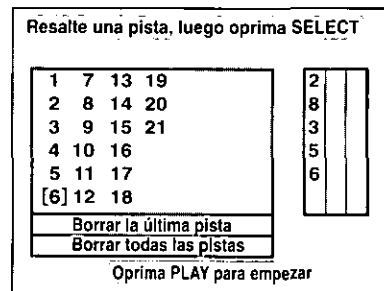 Resalte una pista, luego oprima SELECT
1 7 13 19 2
2 8 14 20 8
3 9 15 21 3
4 10 16 5
5 11 17 6
[6] 12 18
Borrar la última pista
Borrar todas las pistas
Oprima PLAY para empezar